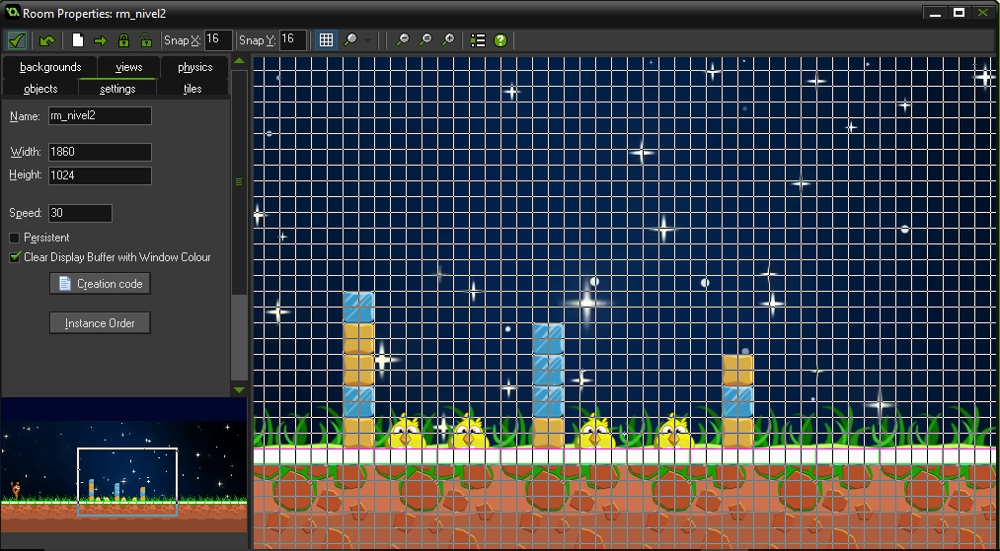 Room Properties: rm_nivel2
Snap X: 16 Snap Y: 16
backgrounds views physics
objects settings tiles
Name: rm_nivel2
Width: 1860
Height: 1024
Speed: 30
Persistent
Clear Display Buffer with Window Colour
Creation code
Instance Order